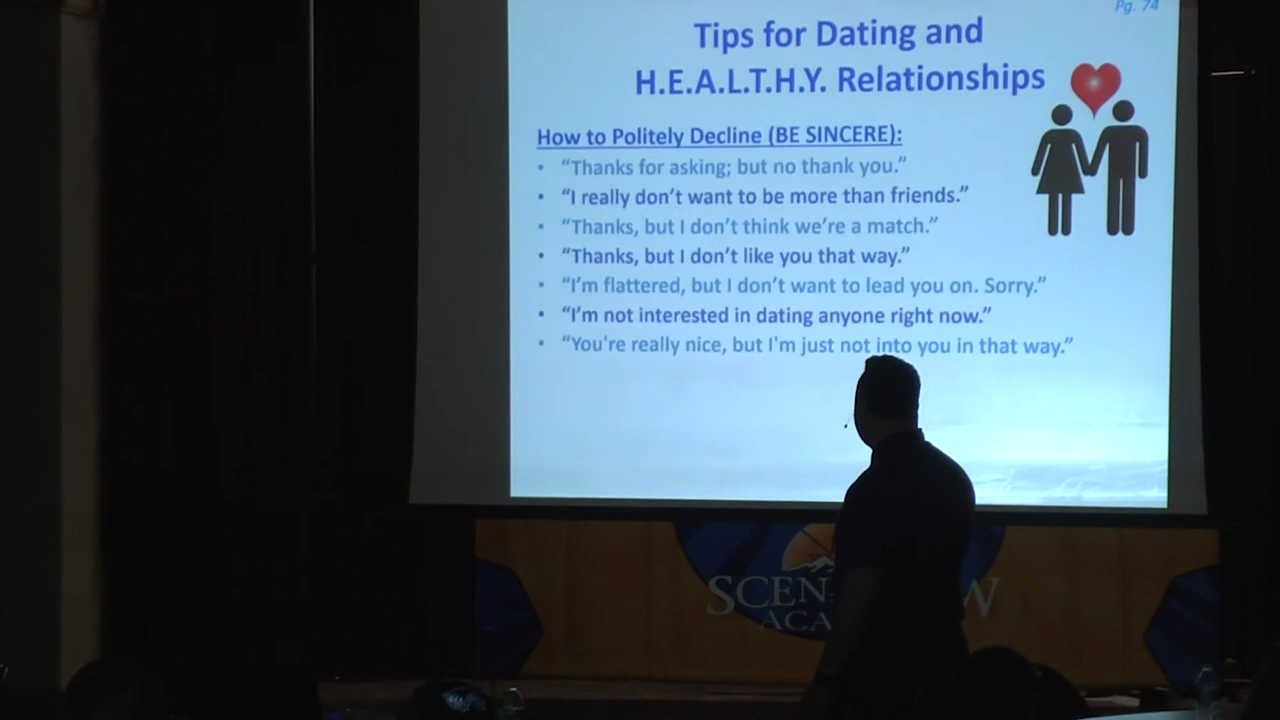 Pg. 74
Tips for Dating and
H.E.A.L.T.H.Y. Relationships
How to Politely Decline (BE SINCERE):
• “Thanks for asking; but no thank you.”
• “I really don’t want to be more than friends.”
• “Thanks, but I don’t think we’re a match.”
• “Thanks, but I don’t like you that way.”
• “I’m flattered, but I don’t want to lead you on. Sorry.”
• “I’m not interested in dating anyone right now.”
• “You're really nice, but I'm just not into you in that way.”